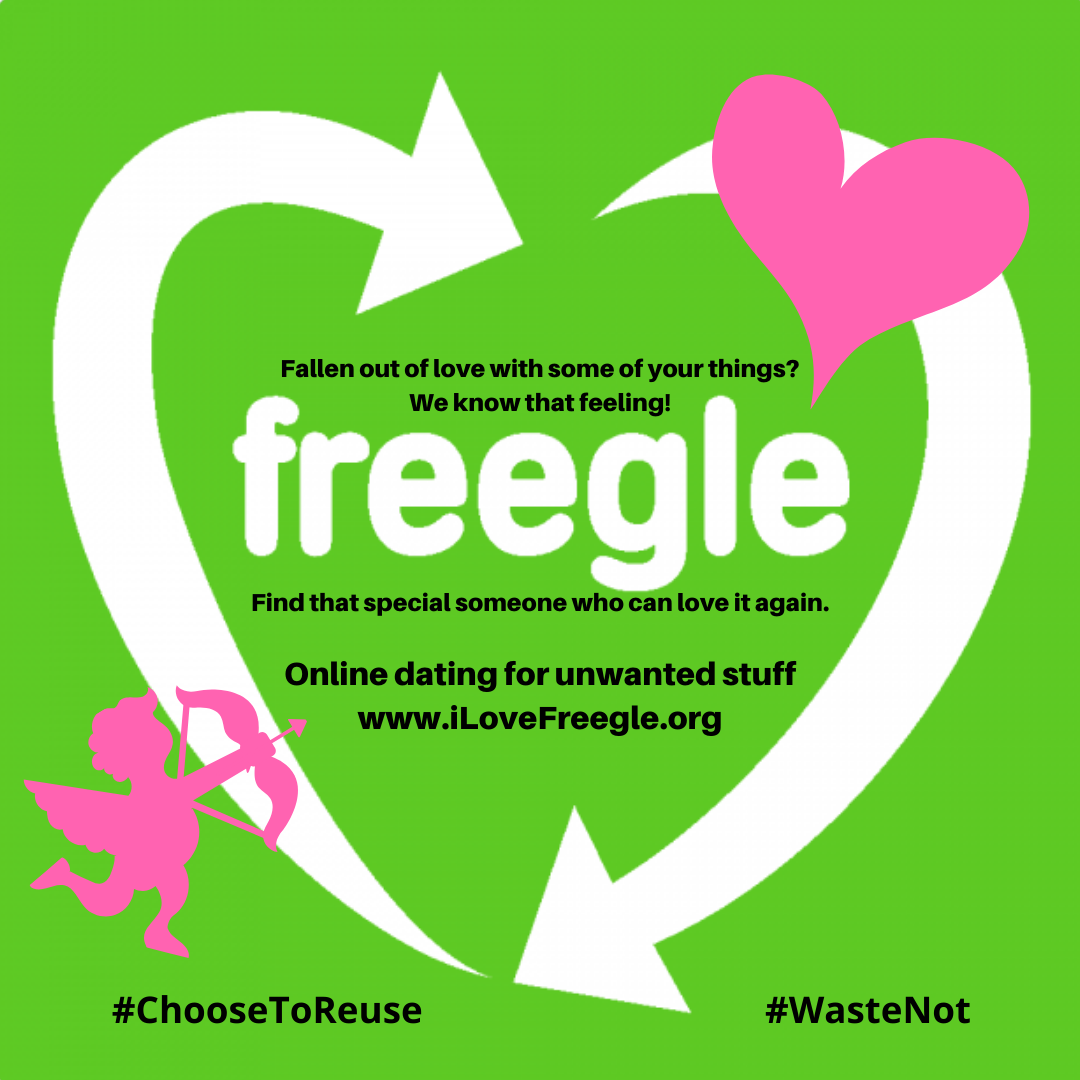 Fallen out of love with some of your things?
We know that feeling!
freegle
Find that special someone who can love it again.
Online dating for unwanted stuff
www.iLoveFreegle.org
#ChooseToReuse
#WasteNot